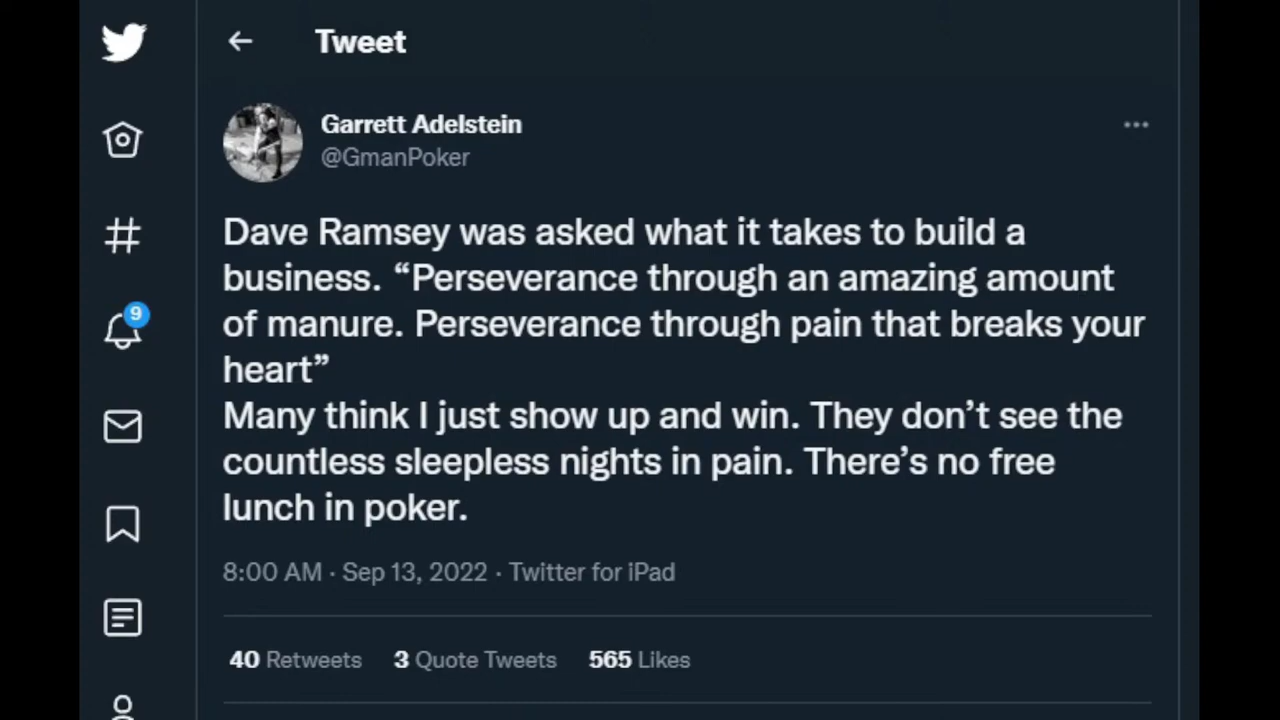 Tweet
Garrett Adelstein
@GmanPoker
9
Dave Ramsey was asked what it takes to build a
business. “Perseverance through an amazing amount
of manure. Perseverance through pain that breaks your
heart”
Many think I just show up and win. They don’t see the
countless sleepless nights in pain. There’s no free
lunch in poker.
8:00 AM · Sep 13, 2022 · Twitter for iPad
40 Retweets 3 Quote Tweets 565 Likes